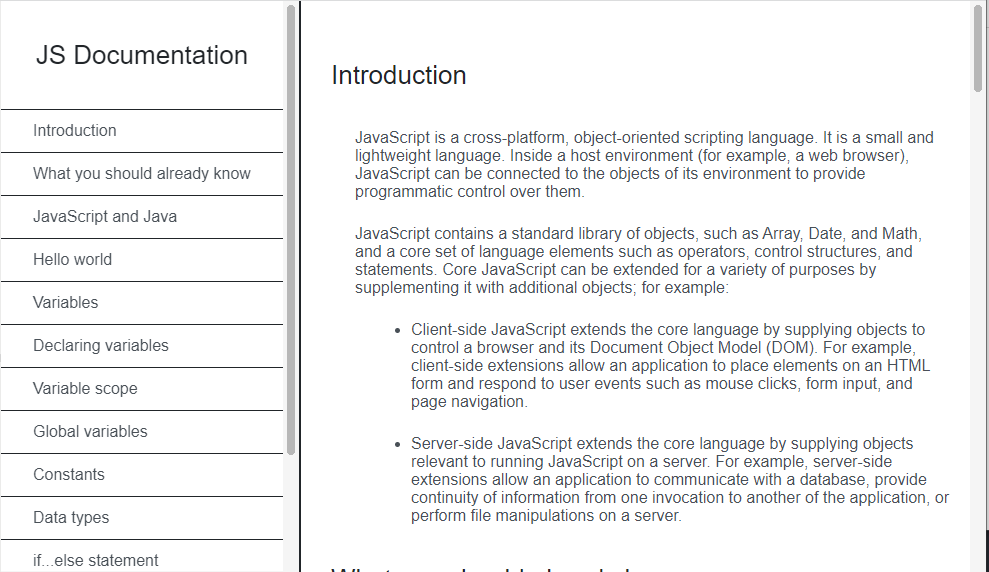 JS Documentation
Introduction
What you should already know
JavaScript and Java
Hello world
Variables
Declaring variables
Variable scope
Global variables
Constants
Data types
if...else statement
Introduction
JavaScript is a cross-platform, object-oriented scripting language. It is a small and
lightweight language. Inside a host environment (for example, a web browser),
JavaScript can be connected to the objects of its environment to provide
programmatic control over them.
JavaScript contains a standard library of objects, such as Array, Date, and Math,
and a core set of language elements such as operators, control structures, and
statements. Core JavaScript can be extended for a variety of purposes by
supplementing it with additional objects; for example:
• Client-side JavaScript extends the core language by supplying objects to
control a browser and its Document Object Model (DOM). For example,
client-side extensions allow an application to place elements on an HTML
form and respond to user events such as mouse clicks, form input, and
page navigation.
• Server-side JavaScript extends the core language by supplying objects
relevant to running JavaScript on a server. For example, server-side
extensions allow an application to communicate with a database, provide
continuity of information from one invocation to another of the application, or
perform file manipulations on a server.